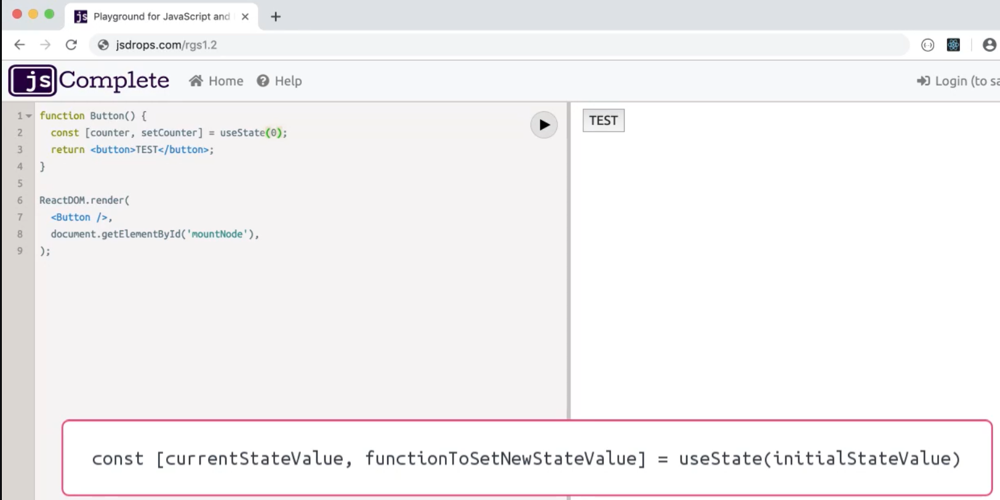 js Playground for JavaScript and
jsdrops.com/rgs1.2
jsComplete Home Help Login (to sa
1 function Button() {
2 const [counter, setCounter] = useState(0);
3 return <button>TEST</button>;
4 }
5
6 ReactDOM.render(
7 <Button />,
8 document.getElementById('mountNode'),
9 );
TEST
const [currentStateValue, functionToSetNewStateValue] = useState(initialStateValue)